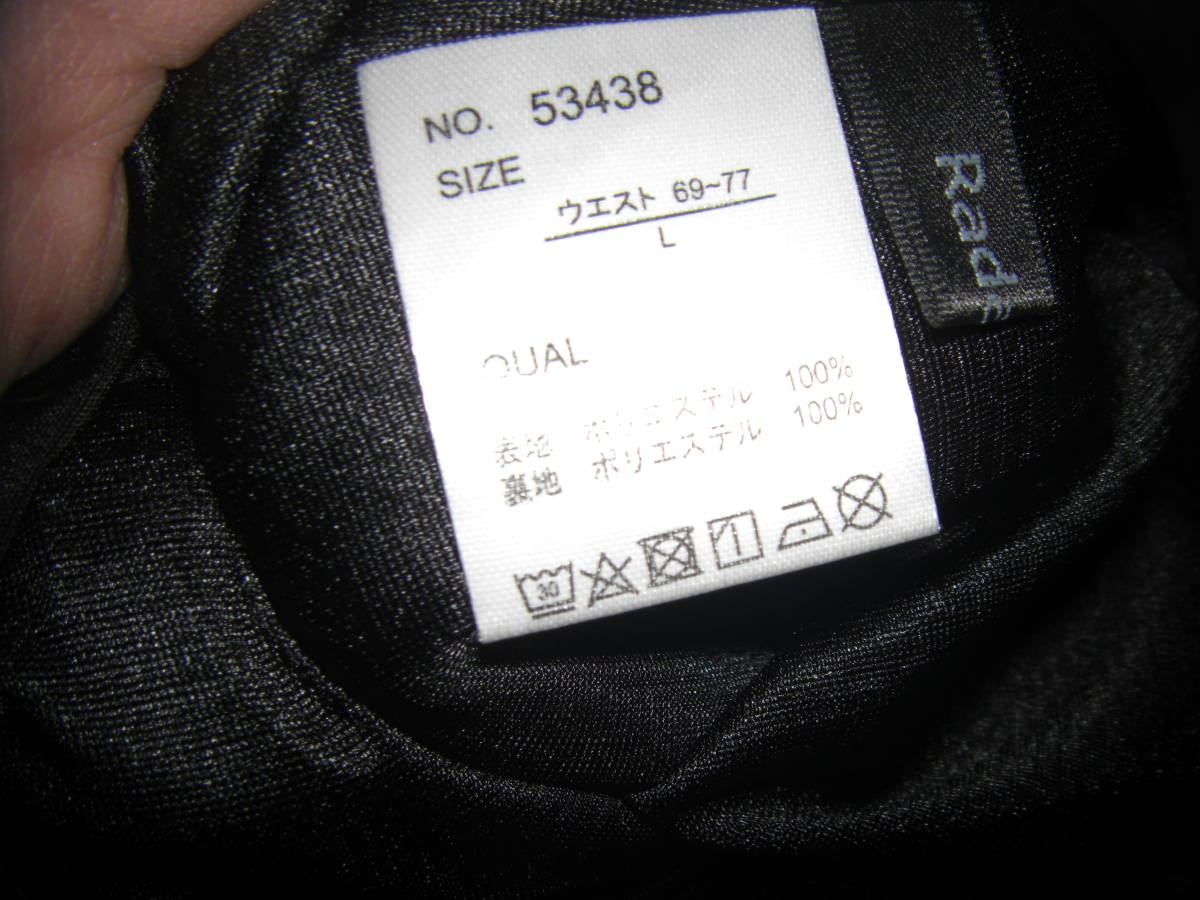 NO. 53438
SIZE
ウエスト 69~77
L
QUAL
表地 ポリエステル 100%
裏地 ポリエステル 100%
30
Rade